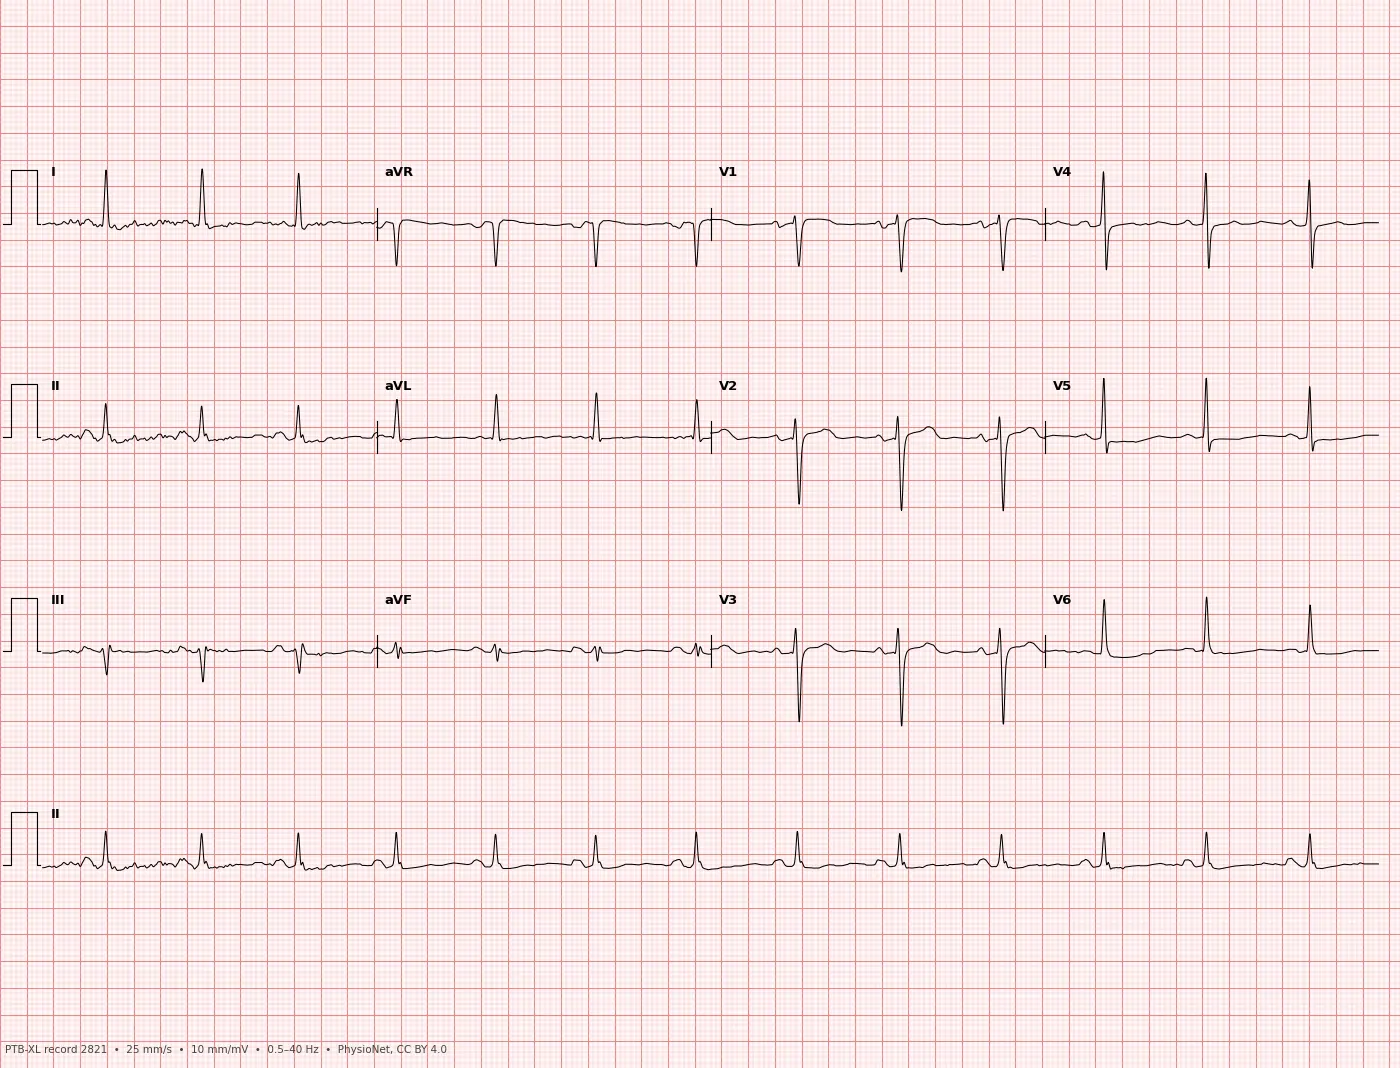 I aVR V1 V4
II aVL V2 V5
III aVF V3 V6
II
PTB-XL record 2821 • 25 mm/s • 10 mm/mV • 0.5–40 Hz • PhysioNet, CC BY 4.0